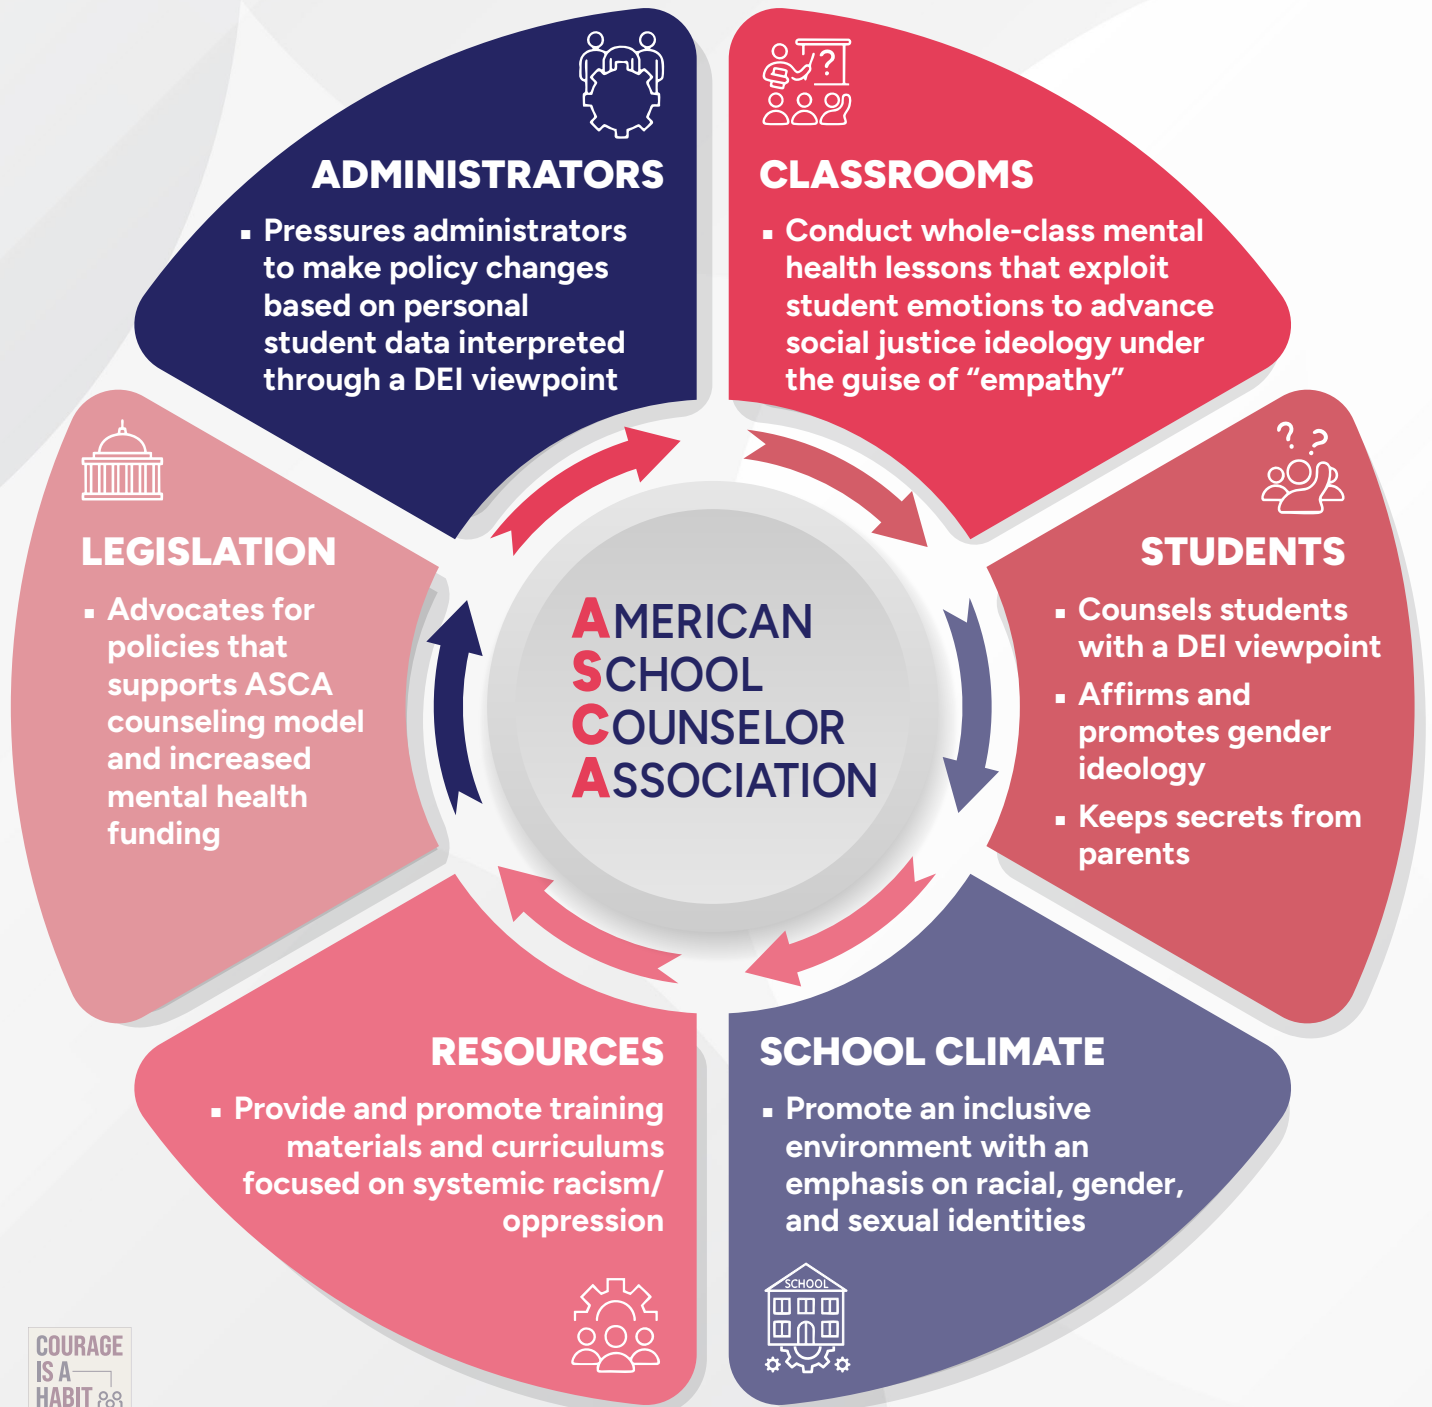 ADMINISTRATORS
▪ Pressures administrators
to make policy changes
based on personal
student data interpreted
through a DEI viewpoint
?
CLASSROOMS
▪ Conduct whole-class mental
health lessons that exploit
student emotions to advance
social justice ideology under
the guise of “empathy”
? ?
STUDENTS
▪ Counsels students
with a DEI viewpoint
▪ Affirms and
promotes gender
ideology
▪ Keeps secrets from
parents
SCHOOL CLIMATE
▪ Promote an inclusive
environment with an
emphasis on racial, gender,
and sexual identities
SCHOOL
RESOURCES
▪ Provide and promote training
materials and curriculums
focused on systemic racism/
oppression
LEGISLATION
▪ Advocates for
policies that
supports ASCA
counseling model
and increased
mental health
funding
AMERICAN
SCHOOL
COUNSELOR
ASSOCIATION
COURAGE
IS A
HABIT